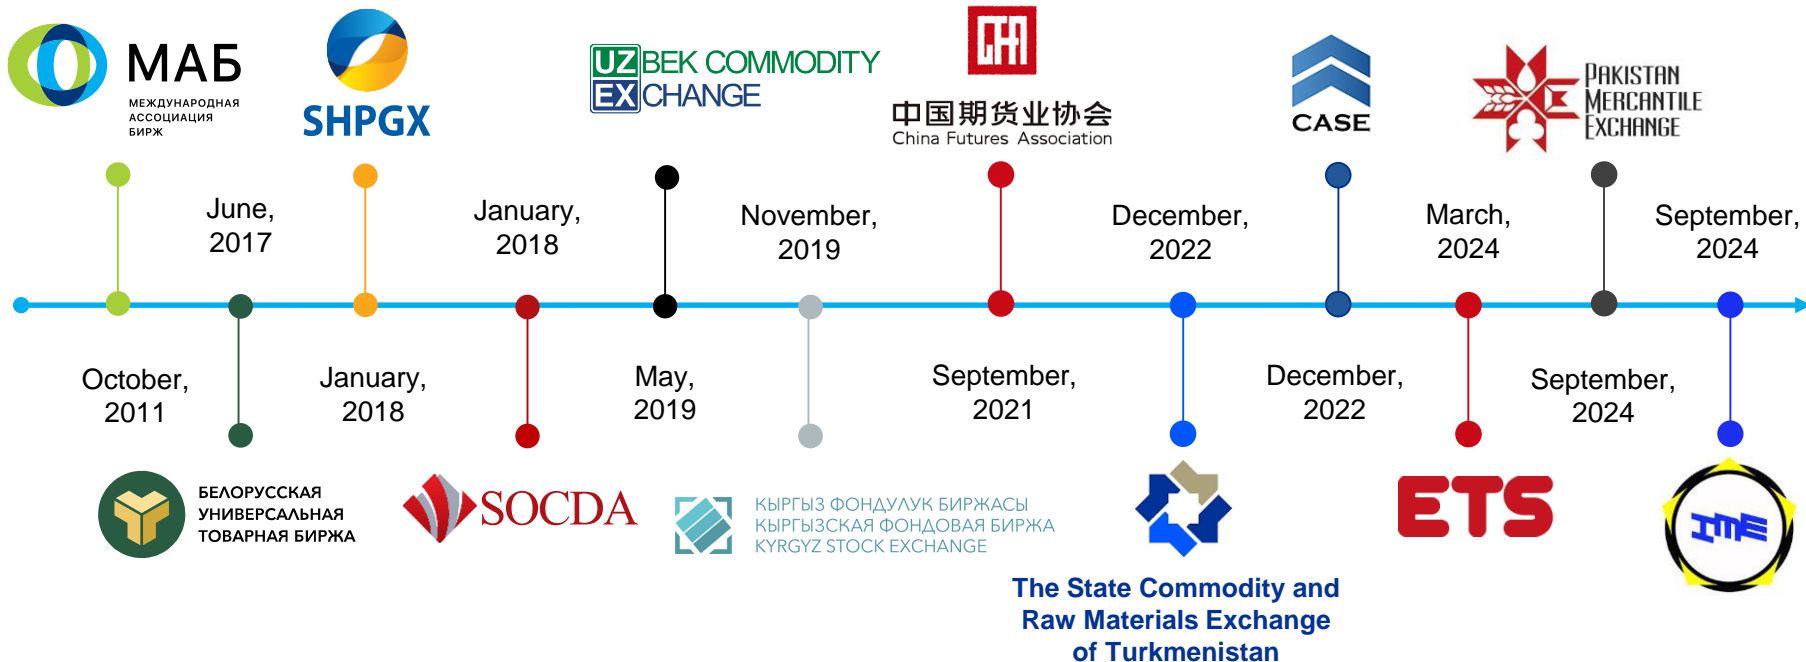 МАБ
МЕЖДУНАРОДНАЯ
АССОЦИАЦИЯ
БИРЖ
SHPGX
UZBEK COMMODITY
EXCHANGE
中国期货业协会
China Futures Association
CASE
PAKISTAN
MERCANTILE
EXCHANGE
June,
2017
January,
2018
November,
2019
December,
2022
March,
2024
September,
2024
October,
2011
January,
2018
May,
2019
September,
2021
December,
2022
September,
2024
БЕЛОРУССКАЯ
УНИВЕРСАЛЬНАЯ
ТОВАРНАЯ БИРЖА
SOCDA
КЫРГЫЗ ФОНДУЛУК БИРЖАСЫ
КЫРГЫЗСКАЯ ФОНДОВАЯ БИРЖА
KYRGYZ STOCK EXCHANGE
The State Commodity and
Raw Materials Exchange
of Turkmenistan
ETS
IME